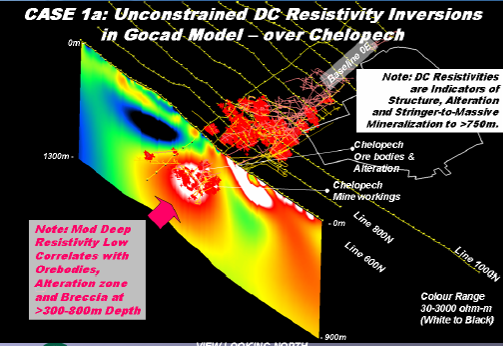 CASE 1a: Unconstrained DC Resistivity Inversions
in Gocad Model – over Chelopech
0m
Baseline 0E
Note: DC Resistivities
are Indicators of
Structure, Alteration
and Stringer-to-Massive
Mineralization to >750m.
Chelopech
Ore bodies &
Alteration
1300m -
Chelopech
Mine workings
- 0m
Line 800N
Line 1000N
Line 600N
Note: Mod Deep
Resistivity Low
Correlates with
Orebodies,
Alteration zone
and Breccia at
>300-800m Depth
Colour Range
30-3000 ohm-m
(White to Black)
- 900m
VIEW LOOKING NORTH